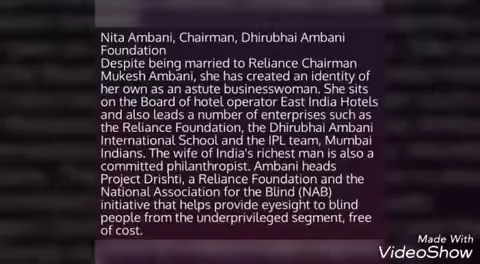 Nita Ambani, Chairman, Dhirubhai Ambani
Foundation
Despite being married to Reliance Chairman
Mukesh Ambani, she has created an identity of
her own as an astute businesswoman. She sits
on the Board of hotel operator East India Hotels
and also leads a number of enterprises such as
the Reliance Foundation, the Dhirubhai Ambani
International School and the IPL team, Mumbai
Indians. The wife of India's richest man is also a
committed philanthropist. Ambani heads
Project Drishti, a Reliance Foundation and the
National Association for the Blind (NAB)
initiative that helps provide eyesight to blind
people from the underprivileged segment, free
of cost.
Made With
VideoShow